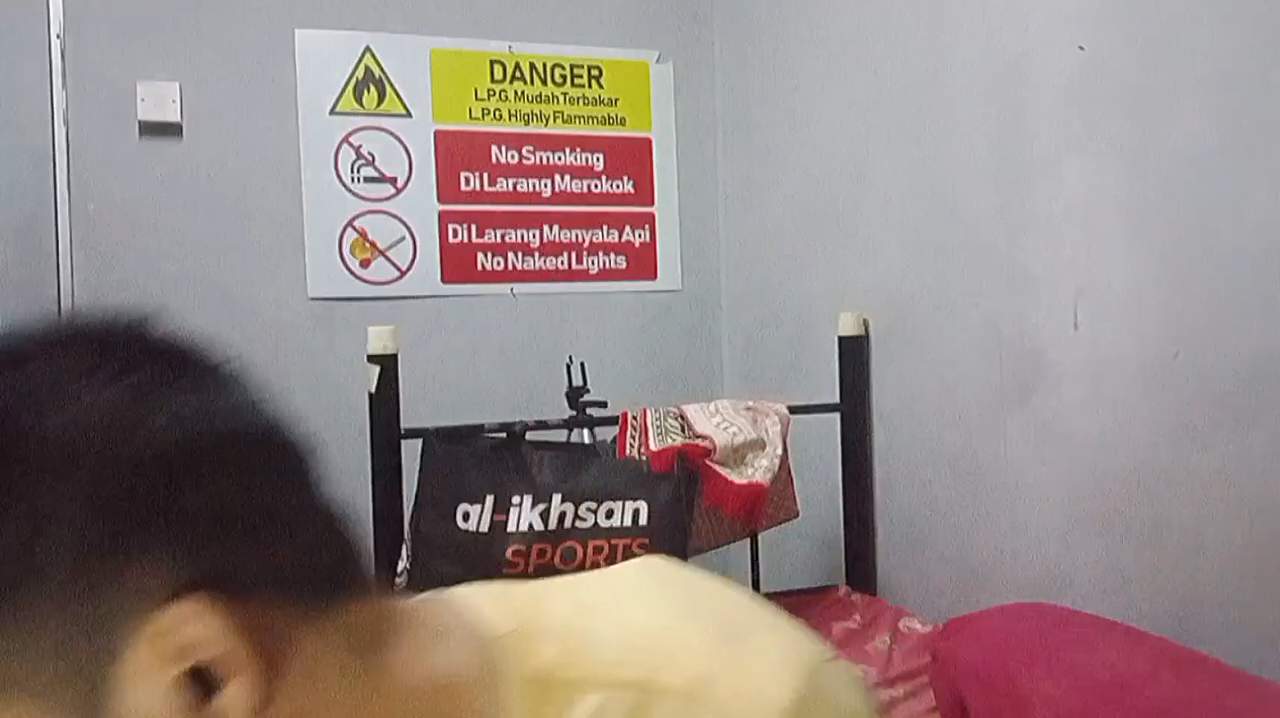 DANGER
L.P.G. Mudah Terbakar
L.P.G. Highly Flammable
No Smoking
Di Larang Merokok
Di Larang Menyala Api
No Naked Lights
al-ikhsan
SPORTS